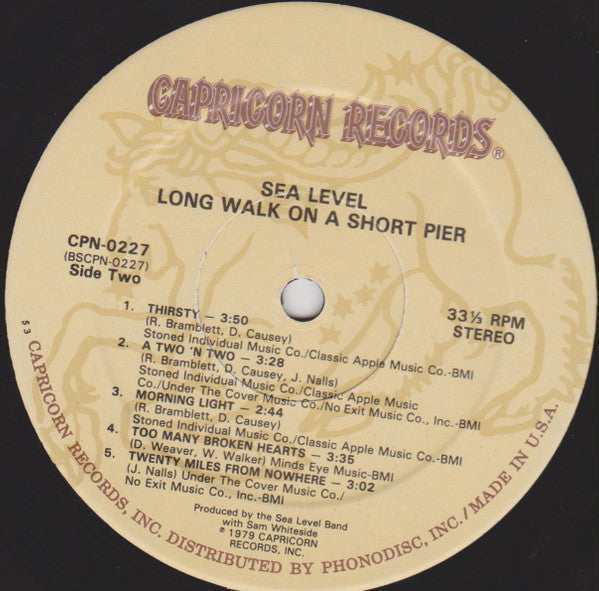 CAPRICORN RECORDS®
SEA LEVEL
LONG WALK ON A SHORT PIER
CPN-0227
(BSCPN-0227)
Side Two
33⅓ RPM
STEREO
1. THIRSTY – 3:50
(R. Bramblett, D. Causey)
Stoned Individual Music Co./Classic Apple Music Co.-BMI
2. A TWO 'N TWO – 3:28
(R. Bramblett, D. Causey, J. Nalls)
Stoned Individual Music Co./Classic Apple Music
Co./Under The Cover Music Co./No Exit Music Co., Inc.-BMI
3. MORNING LIGHT – 2:44
(R. Bramblett, D. Causey)
Stoned Individual Music Co./Classic Apple Music Co.-BMI
4. TOO MANY BROKEN HEARTS – 3:35
(D. Weaver, W. Walker) Minds Eye Music-BMI
5. TWENTY MILES FROM NOWHERE – 3:02
(J. Nalls) Under The Cover Music Co./
No Exit Music Co., Inc.-BMI
Produced by the Sea Level Band
with Sam Whiteside
℗ 1979 CAPRICORN
RECORDS, INC.
53 CAPRICORN RECORDS, INC. DISTRIBUTED BY PHONODISC, INC./MADE IN U.S.A.